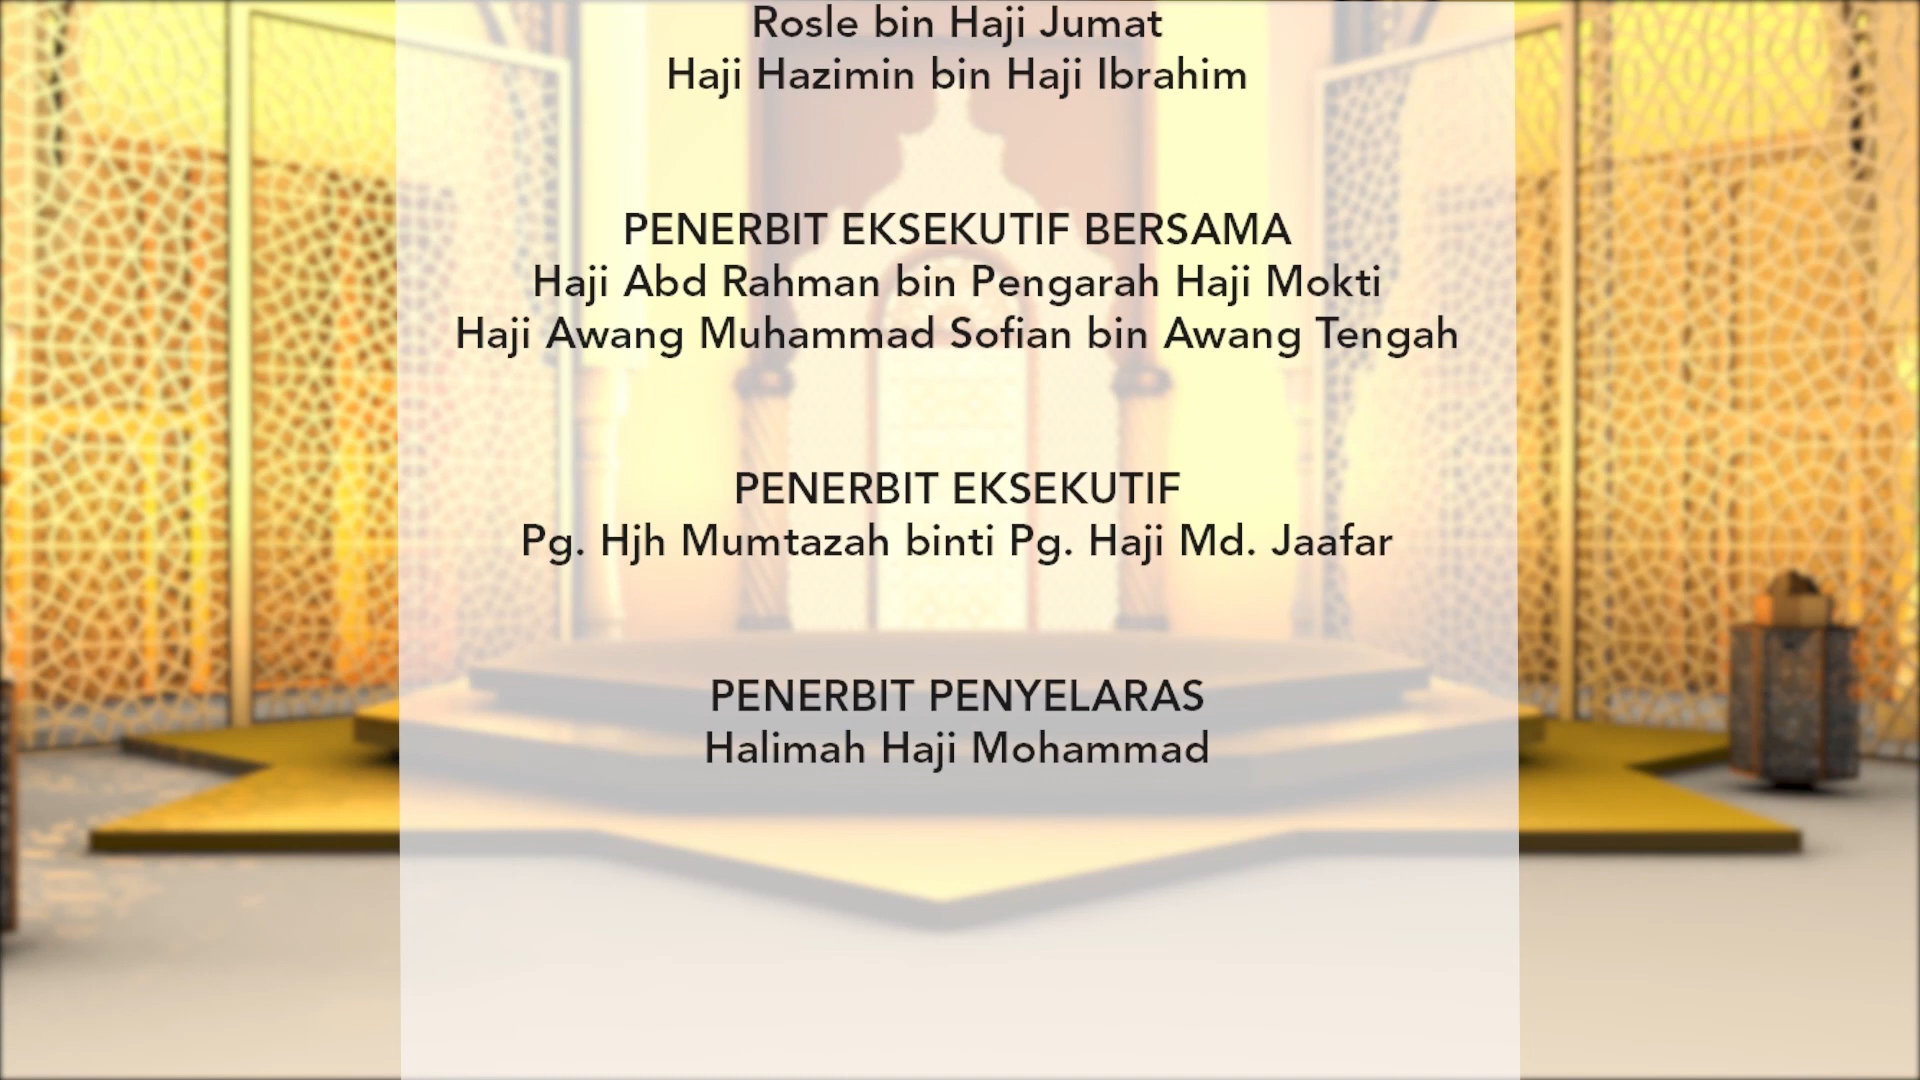 Rosle bin Haji Jumat
Haji Hazimin bin Haji Ibrahim
PENERBIT EKSEKUTIF BERSAMA
Haji Abd Rahman bin Pengarah Haji Mokti
Haji Awang Muhammad Sofian bin Awang Tengah
PENERBIT EKSEKUTIF
Pg. Hjh Mumtazah binti Pg. Haji Md. Jaafar
PENERBIT PENYELARAS
Halimah Haji Mohammad